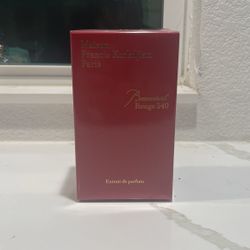 Maison
Francis Kurkdjian
Paris
Baccarat
Rouge 540
Extrait de parfum